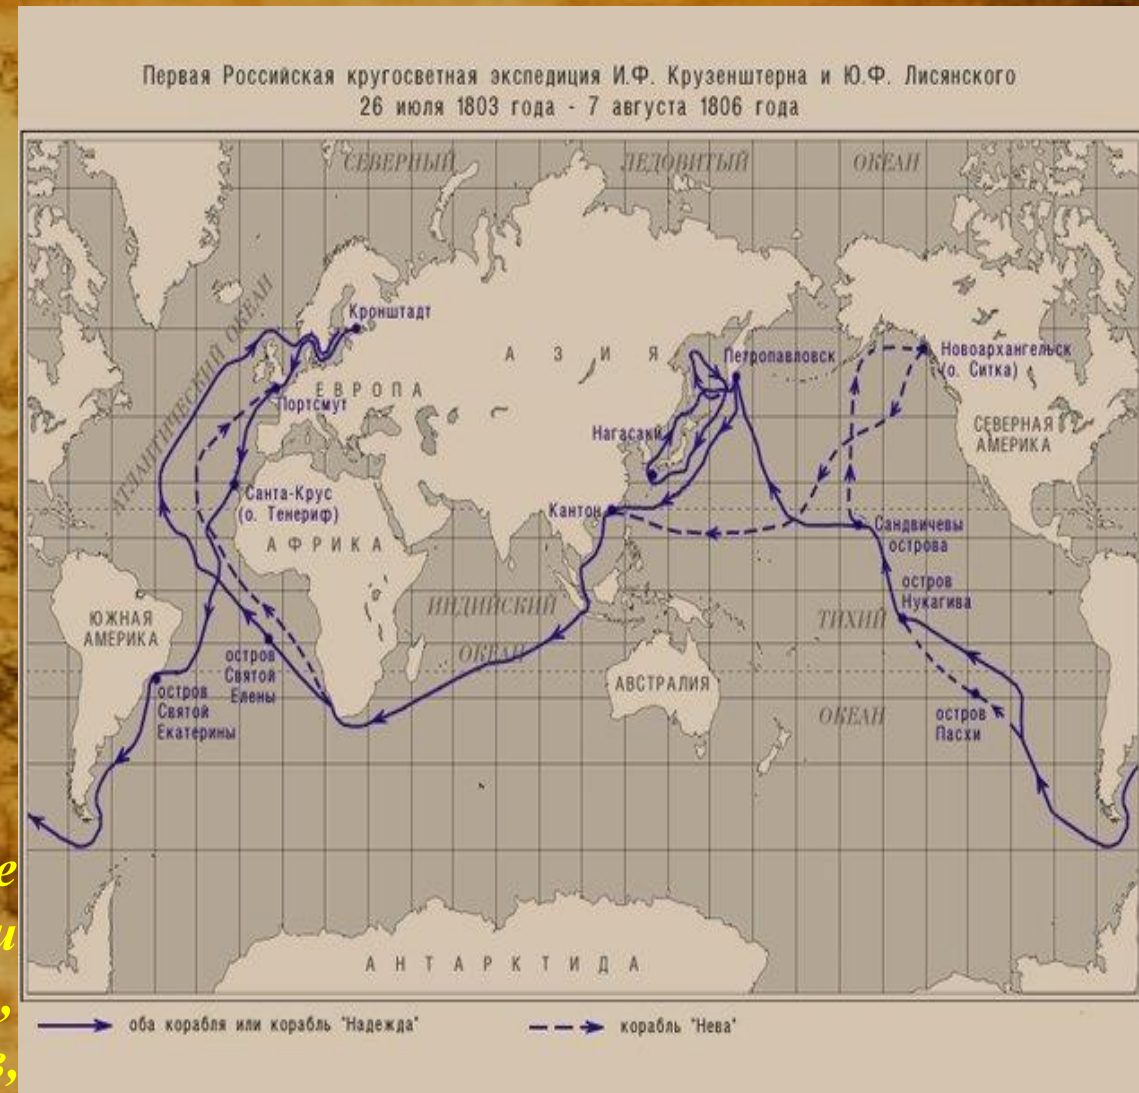 Первая Российская кругосветная экспедиция И.Ф. Крузенштерна и Ю.Ф. Лисянского
26 июля 1803 года - 7 августа 1806 года
СЕВЕРНЫЙ ЛЕДОВИТЫЙ ОКЕАН
АТЛАНТИЧЕСКИЙ ОКЕАН
Кронштадт
А З И Я
Петропавловск
Новоархангельск
(о. Ситка)
ЕВРОПА
Портсмут
СЕВЕРНАЯ
АМЕРИКА
Нагасаки
Санта-Крус
(о. Тенериф)
Кантон
Сандвичевы
острова
АФРИКА
остров
Нукагива
ИНДИЙСКИЙ
ОКЕАН
ТИХИЙ
ОКЕАН
ЮЖНАЯ
АМЕРИКА
остров
Святой
Елены
остров
Святой
Екатерины
АВСТРАЛИЯ
остров
Пасхи
е
и
,
в,
АНТАРКТИДА
оба корабля или корабль "Надежда"
корабль "Нева"